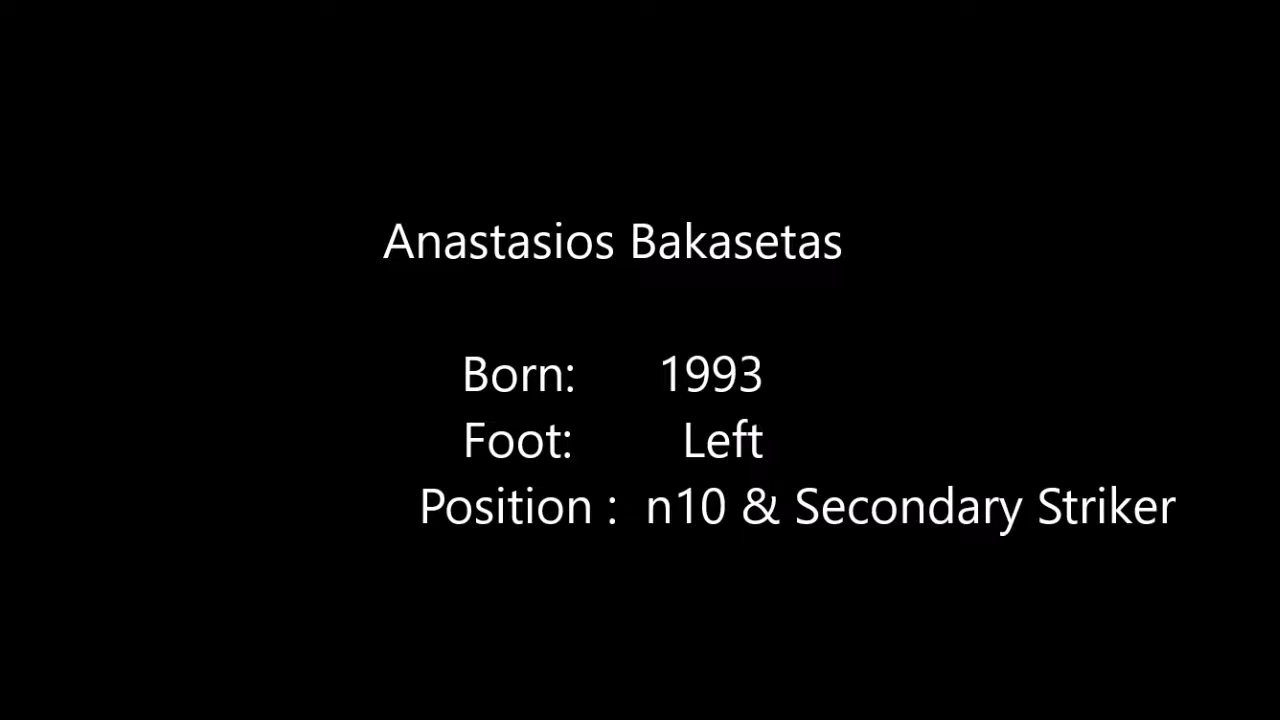 Anastasios Bakasetas
Born: 1993
Foot: Left
Position : n10 & Secondary Striker